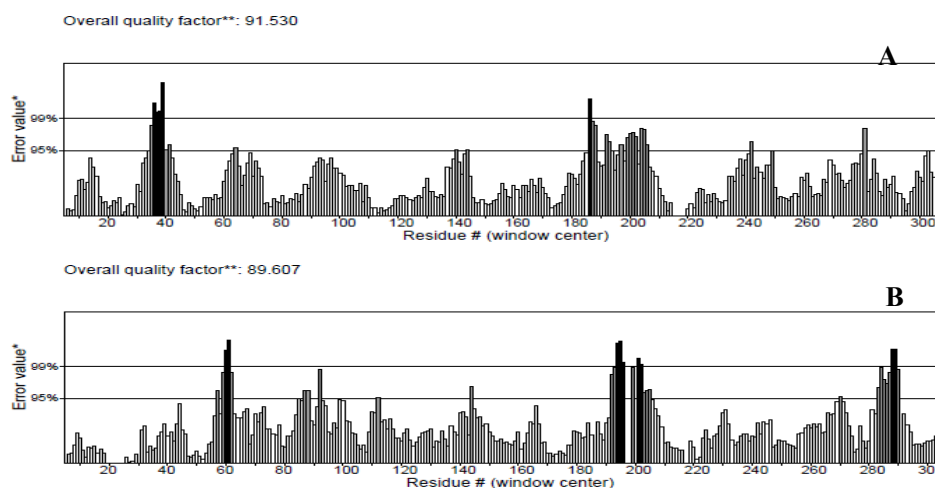 Overall quality factor**: 91.530
A
Error value*
99%
95%
20 40 60 80 100 120 140 160 180 200 220 240 260 280 300
Residue # (window center)
Overall quality factor**: 89.607
B
Error value*
99%
95%
20 40 60 80 100 120 140 160 180 200 220 240 260 280 300
Residue # (window center)